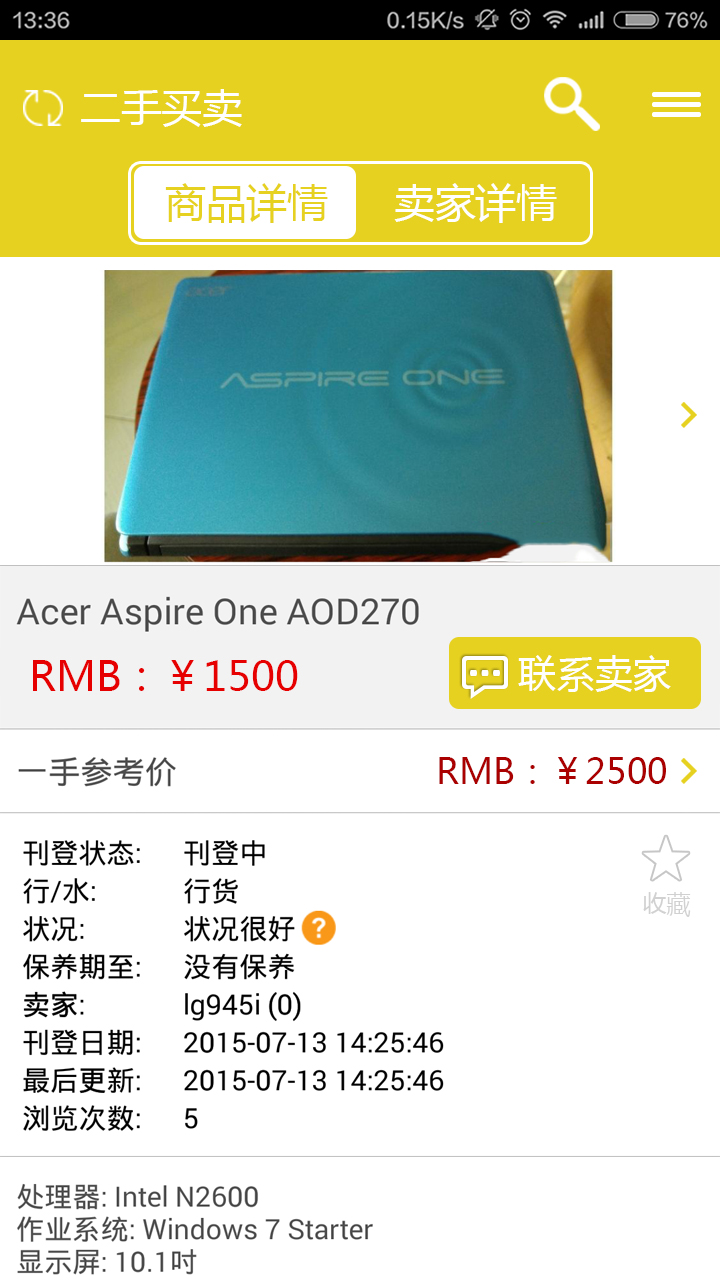 13:36 0.15K/s 76%
二手买卖
商品详情 卖家详情
acer
ASPIRE ONE
Acer Aspire One AOD270
RMB：￥1500 联系卖家
一手参考价 RMB：￥2500
刊登状态: 刊登中
收藏
行/水: 行货
状况: 状况很好 ?
保养期至: 没有保养
卖家: lg945i (0)
刊登日期: 2015-07-13 14:25:46
最后更新: 2015-07-13 14:25:46
浏览次数: 5
处理器: Intel N2600
作业系统: Windows 7 Starter
显示屏: 10.1吋